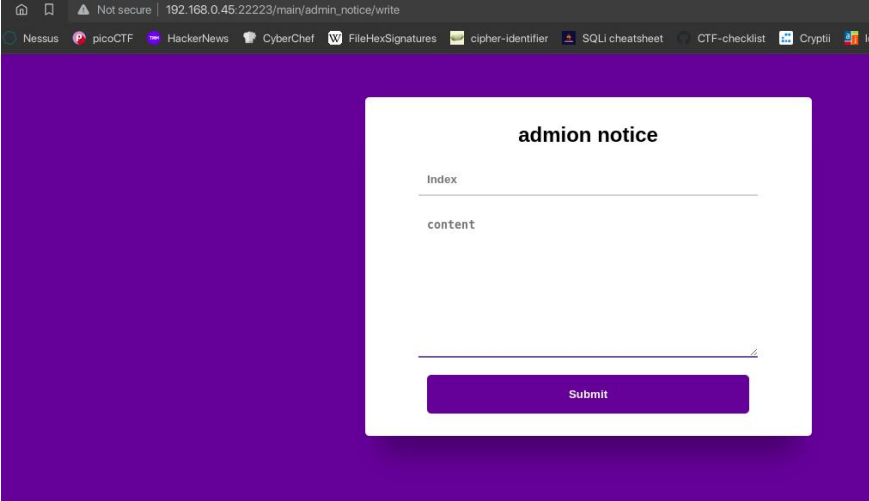 Not secure 192.168.0.45:22223/main/admin_notice/write
Nessus picoCTF HackerNews CyberChef W FileHexSignatures cipher-identifier SQLi cheatsheet CTF-checklist Cryptii
admion notice
Index
content
Submit